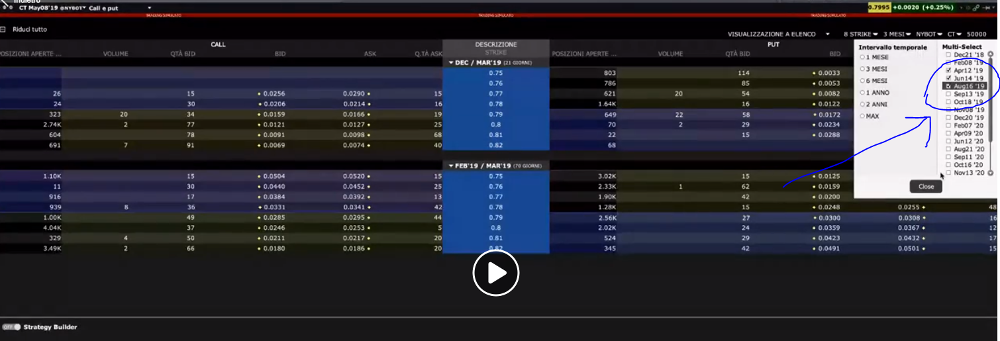 Indietro
CT May08'19 @NYBOT Call e put 0.7995 +0.0020 (+0.25%)
TRADING SIMULATO TRADING SIMULATO TRADING SIMULATO
Riduci tutto
VISUALIZZAZIONE A ELENCO 8 STRIKE 3 MESI NYBOT CT 50000
CALL DESCRIZIONE PUT
POSIZIONI APERTE ... VOLUME QTÀ BID BID ASK Q.TÀ ASK STRIKE POSIZIONI APERTE ... VOLUME QTÀ BID BID
DEC / MAR'19 (21 GIORNI)
0.75 803 114 0.0033
0.76 786 85 0.0053
26 15 0.0256 0.0290 15 0.77 621 20 54 0.0082
24 30 0.0206 0.0214 16 0.78 1.64K 16 0.0122
323 20 34 0.0159 0.0166 19 0.79 649 22 58 0.0172
2.74K 2 77 0.0121 0.0127 25 0.8 70 2 29 0.0234
604 78 0.0091 0.0098 68 0.81 22 15 0.0288
691 7 91 0.0069 0.0074 40 0.82 68
FEB'19 / MAR'19 (70 GIORNI)
1.10K 15 0.0504 0.0520 15 0.75 3.02K 15 0.0125
11 30 0.0440 0.0452 25 0.76 2.33K 1 62 0.0159
916 17 0.0384 0.0392 13 0.77 1.90K 42 0.0200
939 8 36 0.0331 0.0341 42 0.78 1.28K 15 0.0248 0.0255 48
1.00K 49 0.0285 0.0295 44 0.79 2.56K 27 0.0300 0.0308 16
4.04K 37 0.0246 0.0253 5 0.8 2.02K 24 0.0359 0.0367 12
329 4 50 0.0211 0.0217 20 0.81 524 29 0.0423 0.0432 17
3.49K 2 66 0.0180 0.0186 20 0.82 345 42 0.0491 0.0501 15
Intervallo temporale
1 MESE
3 MESI
6 MESI
1 ANNO
2 ANNI
MAX
Multi-Select
Dec21 '18
Feb08 '19
Apr12 '19
Jun14 '19
Aug16 '19
Sep13 '19
Oct18 '19
Nov08 '19
Dec20 '19
Feb07 '20
Apr09 '20
Jun12 '20
Aug21 '20
Sep11 '20
Oct16 '20
Nov13 '20
Close
OFF Strategy Builder